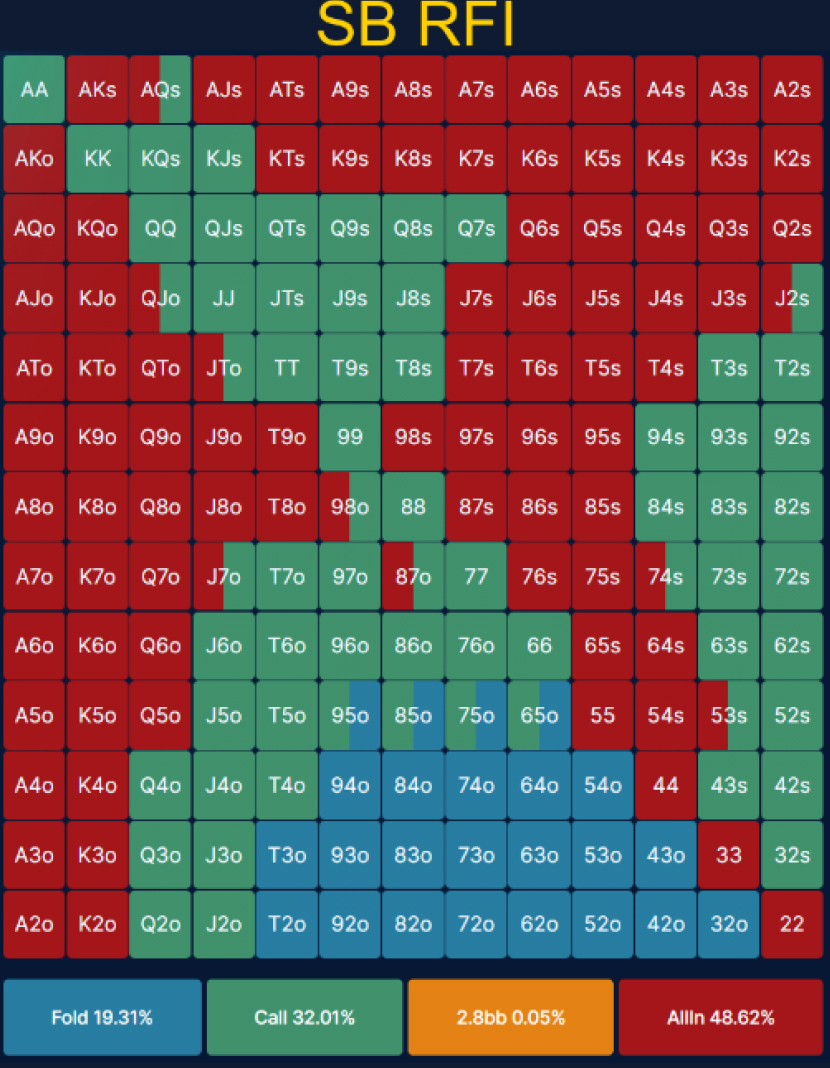 SB RFI
AA AKs AQs AJs ATs A9s A8s A7s A6s A5s A4s A3s A2s
AKo KK KQs KJs KTs K9s K8s K7s K6s K5s K4s K3s K2s
AQo KQo QQ QJs QTs Q9s Q8s Q7s Q6s Q5s Q4s Q3s Q2s
AJo KJo QJo JJ JTs J9s J8s J7s J6s J5s J4s J3s J2s
ATo KTo QTo JTo TT T9s T8s T7s T6s T5s T4s T3s T2s
A9o K9o Q9o J9o T9o 99 98s 97s 96s 95s 94s 93s 92s
A8o K8o Q8o J8o T8o 98o 88 87s 86s 85s 84s 83s 82s
A7o K7o Q7o J7o T7o 97o 87o 77 76s 75s 74s 73s 72s
A6o K6o Q6o J6o T6o 96o 86o 76o 66 65s 64s 63s 62s
A5o K5o Q5o J5o T5o 95o 85o 75o 65o 55 54s 53s 52s
A4o K4o Q4o J4o T4o 94o 84o 74o 64o 54o 44 43s 42s
A3o K3o Q3o J3o T3o 93o 83o 73o 63o 53o 43o 33 32s
A2o K2o Q2o J2o T2o 92o 82o 72o 62o 52o 42o 32o 22
Fold 19.31% Call 32.01% 2.8bb 0.05% AllIn 48.62%